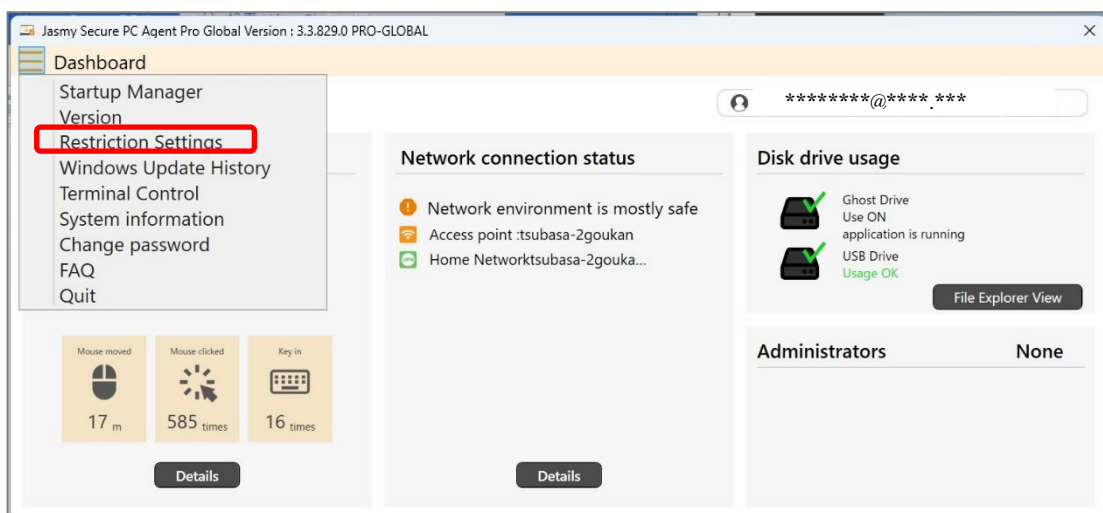 Jasmy Secure PC Agent Pro Global Version : 3.3.829.0 PRO-GLOBAL
Dashboard
Startup Manager
Version
Restriction Settings
Windows Update History
Terminal Control
System information
Change password
FAQ
Quit
********@****.***
Mouse moved
17 m
Mouse clicked
585 times
Key in
16 times
Details
Network connection status
Network environment is mostly safe
Access point :tsubasa-2goukan
VPN
Home Networktsubasa-2gouka...
Details
Disk drive usage
Ghost Drive
Use ON
application is running
USB Drive
Usage OK
File Explorer View
Administrators None